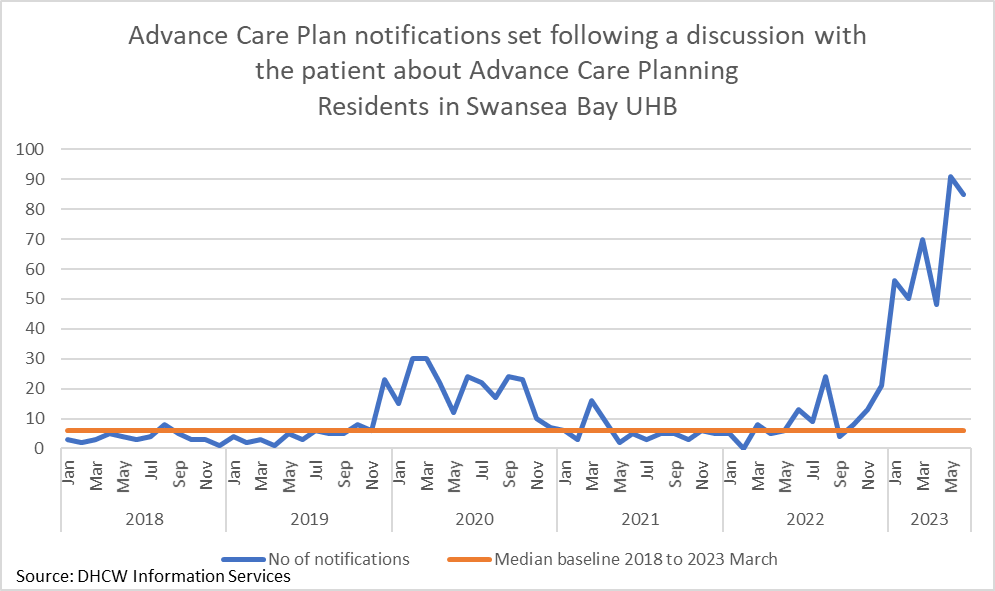 Advance Care Plan notifications set following a discussion with
the patient about Advance Care Planning
Residents in Swansea Bay UHB
100
90
80
70
60
50
40
30
20
10
0
Jan Mar May Jul Sep Nov Jan Mar May Jul Sep Nov Jan Mar May Jul Sep Nov Jan Mar May Jul Sep Nov Jan Mar May Jul Sep Nov Jan Mar May
2018 2019 2020 2021 2022 2023
No of notifications Median baseline 2018 to 2023 March
Source: DHCW Information Services